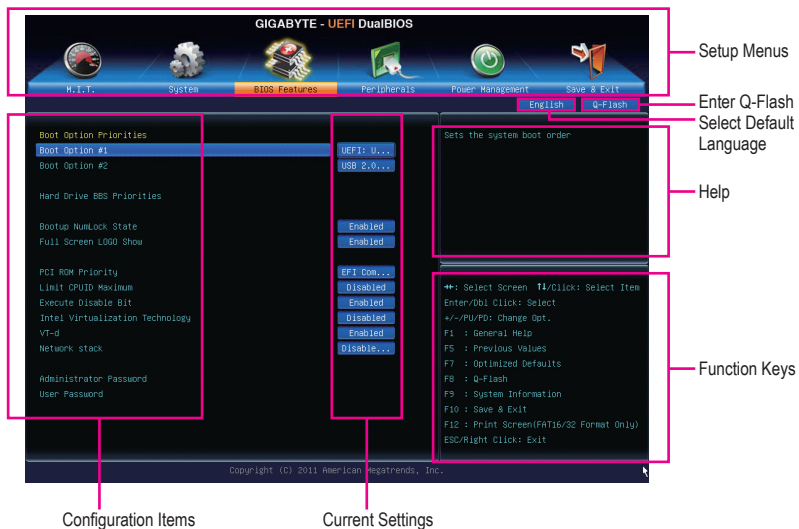 GIGABYTE - UEFI DualBIOS
M.I.T. System BIOS Features Peripherals Power Management Save & Exit
Setup Menus
English Q-Flash
Enter Q-Flash
Select Default
Language
Boot Option Priorities
Boot Option #1 UEFI: U...
Boot Option #2 USB 2.0...
Hard Drive BBS Priorities
Bootup NumLock State Enabled
Full Screen LOGO Show Enabled
PCI ROM Priority EFI Com...
Limit CPUID Maximum Disabled
Execute Disable Bit Enabled
Intel Virtualization Technology Disabled
VT-d Enabled
Network stack Disable...
Administrator Password
User Password
Sets the system boot order
Help
→←: Select Screen ↑↓/Click: Select Item
Enter/Dbl Click: Select
+/-/PU/PD: Change Opt.
F1 : General Help
F5 : Previous Values
F7 : Optimized Defaults
F8 : Q-Flash
F9 : System Information
F10 : Save & Exit
F12 : Print Screen(FAT16/32 Format Only)
ESC/Right Click: Exit
Function Keys
Copyright (C) 2011 American Megatrends, Inc.
Configuration Items
Current Settings